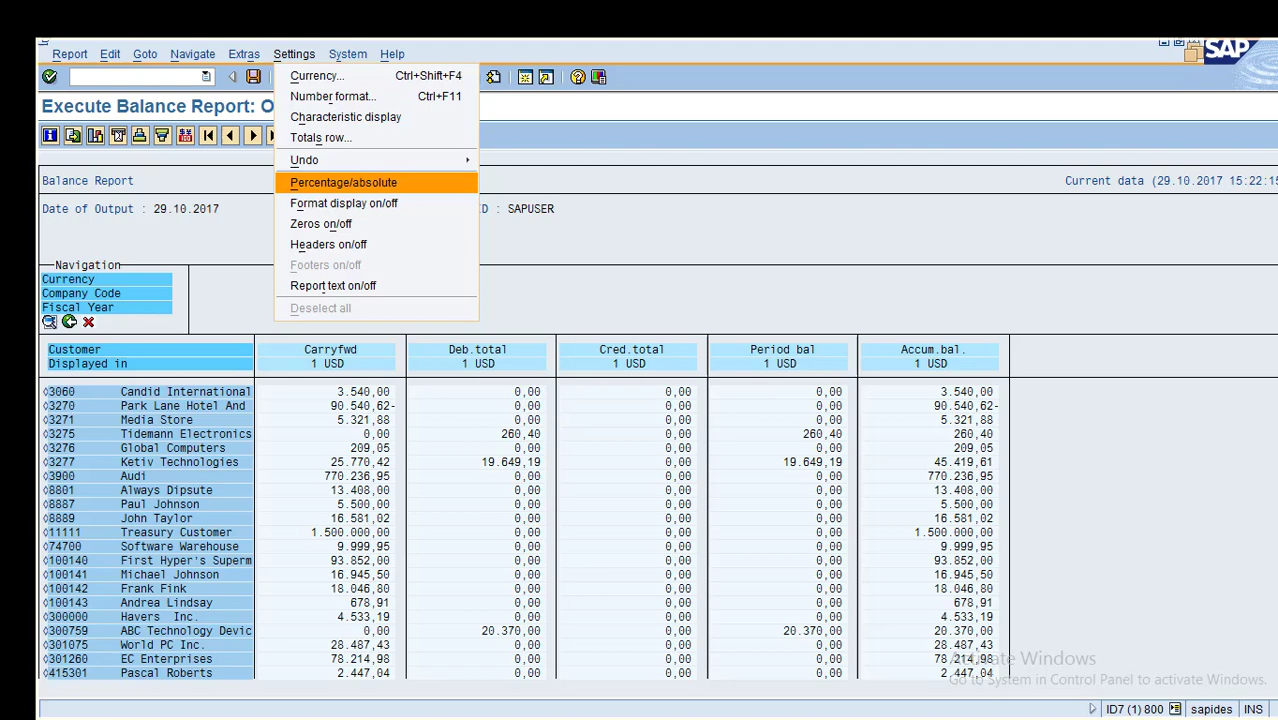 Report Edit Goto Navigate Extras Settings System Help
SAP
Currency... Ctrl+Shift+F4
Number format... Ctrl+F11
Characteristic display
Totals row...
Undo
Percentage/absolute
Format display on/off
Zeros on/off
Headers on/off
Footers on/off
Report text on/off
Deselect all
Execute Balance Report: O
Balance Report Current data (29.10.2017 15:22:15
Date of Output : 29.10.2017 : SAPUSER
Navigation
Currency
Company Code
Fiscal Year
Customer Carryfwd Deb.total Cred.total Period bal Accum.bal.
Displayed in 1 USD 1 USD 1 USD 1 USD 1 USD
3060 Candid International 3.540,00 0,00 0,00 0,00 3.540,00
3270 Park Lane Hotel And 90.540,62- 0,00 0,00 0,00 90.540,62-
3271 Media Store 5.321,88 0,00 0,00 0,00 5.321,88
3275 Tidemann Electronics 0,00 260,40 0,00 260,40 260,40
3276 Global Computers 209,05 0,00 0,00 0,00 209,05
3277 Ketiv Technologies 25.770,42 19.649,19 0,00 19.649,19 45.419,61
3900 Audi 770.236,95 0,00 0,00 0,00 770.236,95
8801 Always Dipsute 13.408,00 0,00 0,00 0,00 13.408,00
8887 Paul Johnson 5.500,00 0,00 0,00 0,00 5.500,00
8889 John Taylor 16.581,02 0,00 0,00 0,00 16.581,02
11111 Treasury Customer 1.500.000,00 0,00 0,00 0,00 1.500.000,00
74700 Software Warehouse 9.999,95 0,00 0,00 0,00 9.999,95
100140 First Hyper's Superm 93.852,00 0,00 0,00 0,00 93.852,00
100141 Michael Johnson 16.945,50 0,00 0,00 0,00 16.945,50
100142 Frank Fink 18.046,80 0,00 0,00 0,00 18.046,80
100143 Andrea Lindsay 678,91 0,00 0,00 0,00 678,91
300000 Havers Inc. 4.533,19 0,00 0,00 0,00 4.533,19
300759 ABC Technology Devic 0,00 20.370,00 0,00 20.370,00 20.370,00
301075 World PC Inc. 28.487,43 0,00 0,00 0,00 28.487,43
301260 EC Enterprises 78.214,98 0,00 0,00 0,00 78.214,98
415301 Pascal Roberts 2.447,04 0,00 0,00 0,00 2.447,04
Activate Windows
Go to System in Control Panel to activate Windows.
ID7 (1) 800 sapides INS